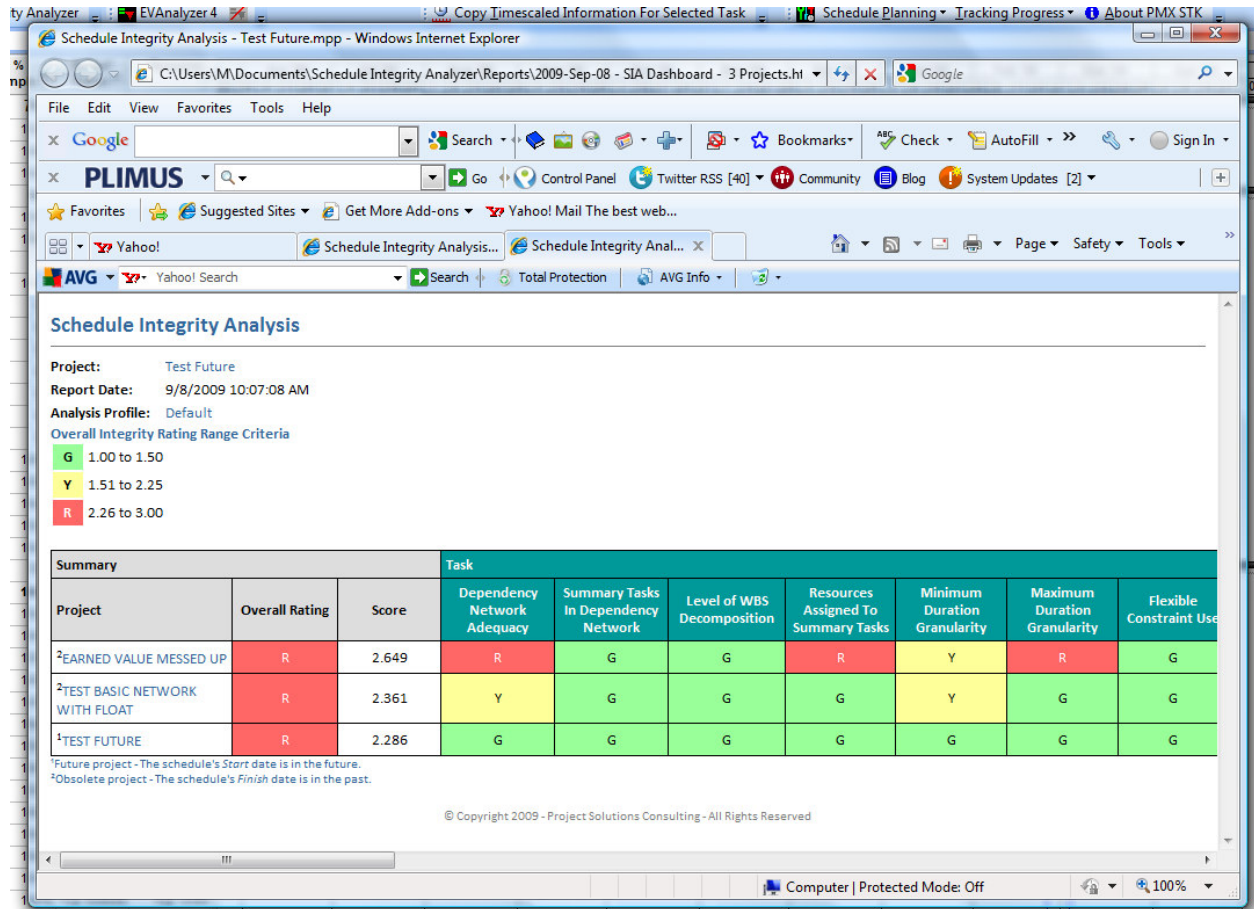 ty Analyzer EVAnalyzer 4 : Copy Timescaled Information For Selected Task : Schedule Planning Tracking Progress About PMX STK
Schedule Integrity Analysis - Test Future.mpp - Windows Internet Explorer
%
mp
C:\Users\M\Documents\Schedule Integrity Analyzer\Reports\2009-Sep-08 - SIA Dashboard - 3 Projects.ht Google
File Edit View Favorites Tools Help
x Google Search Bookmarks ABC Check AutoFill >> Sign In
x PLIMUS Go Control Panel Twitter RSS [40] Community Blog System Updates [2]
Favorites Suggested Sites Get More Add-ons Yahoo! Mail The best web...
Yahoo! Schedule Integrity Analysis... Schedule Integrity Anal... X Page Safety Tools >>
AVG Yahoo! Search Search Total Protection AVG Info
Schedule Integrity Analysis
Project: Test Future
Report Date: 9/8/2009 10:07:08 AM
Analysis Profile: Default
Overall Integrity Rating Range Criteria
G 1.00 to 1.50
Y 1.51 to 2.25
R 2.26 to 3.00
Summary Task
Project Overall Rating Score Dependency Network Adequacy Summary Tasks In Dependency Network Level of WBS Decomposition Resources Assigned To Summary Tasks Minimum Duration Granularity Maximum Duration Granularity Flexible Constraint Use
²EARNED VALUE MESSED UP R 2.649 R G G R Y R G
²TEST BASIC NETWORK WITH FLOAT R 2.361 Y G G G Y G G
¹TEST FUTURE R 2.286 G G G G G G G
¹Future project - The schedule's Start date is in the future.
²Obsolete project - The schedule's Finish date is in the past.
© Copyright 2009 - Project Solutions Consulting - All Rights Reserved
Computer | Protected Mode: Off 100%